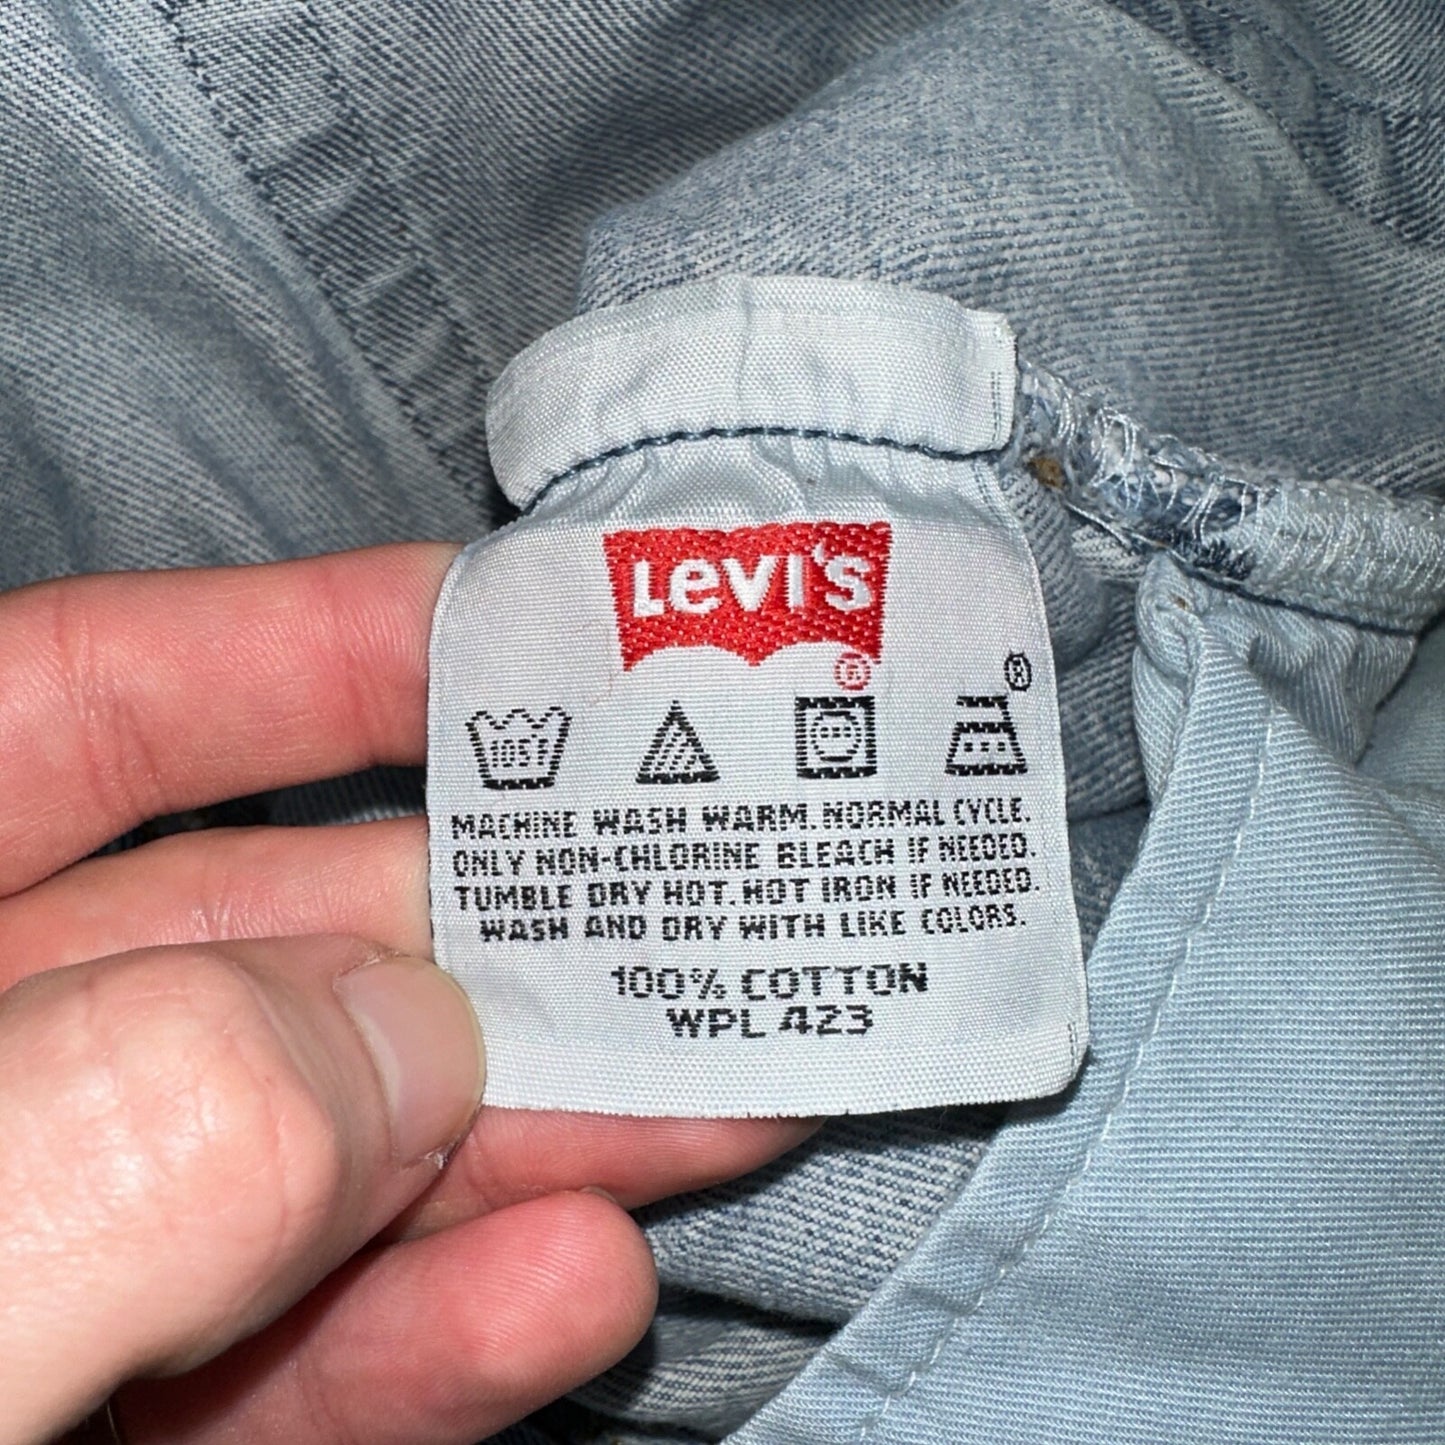 Levi's
®
®
105F
MACHINE WASH WARM. NORMAL CYCLE.
ONLY NON-CHLORINE BLEACH IF NEEDED.
TUMBLE DRY HOT. HOT IRON IF NEEDED.
WASH AND DRY WITH LIKE COLORS.
100% COTTON
WPL 423